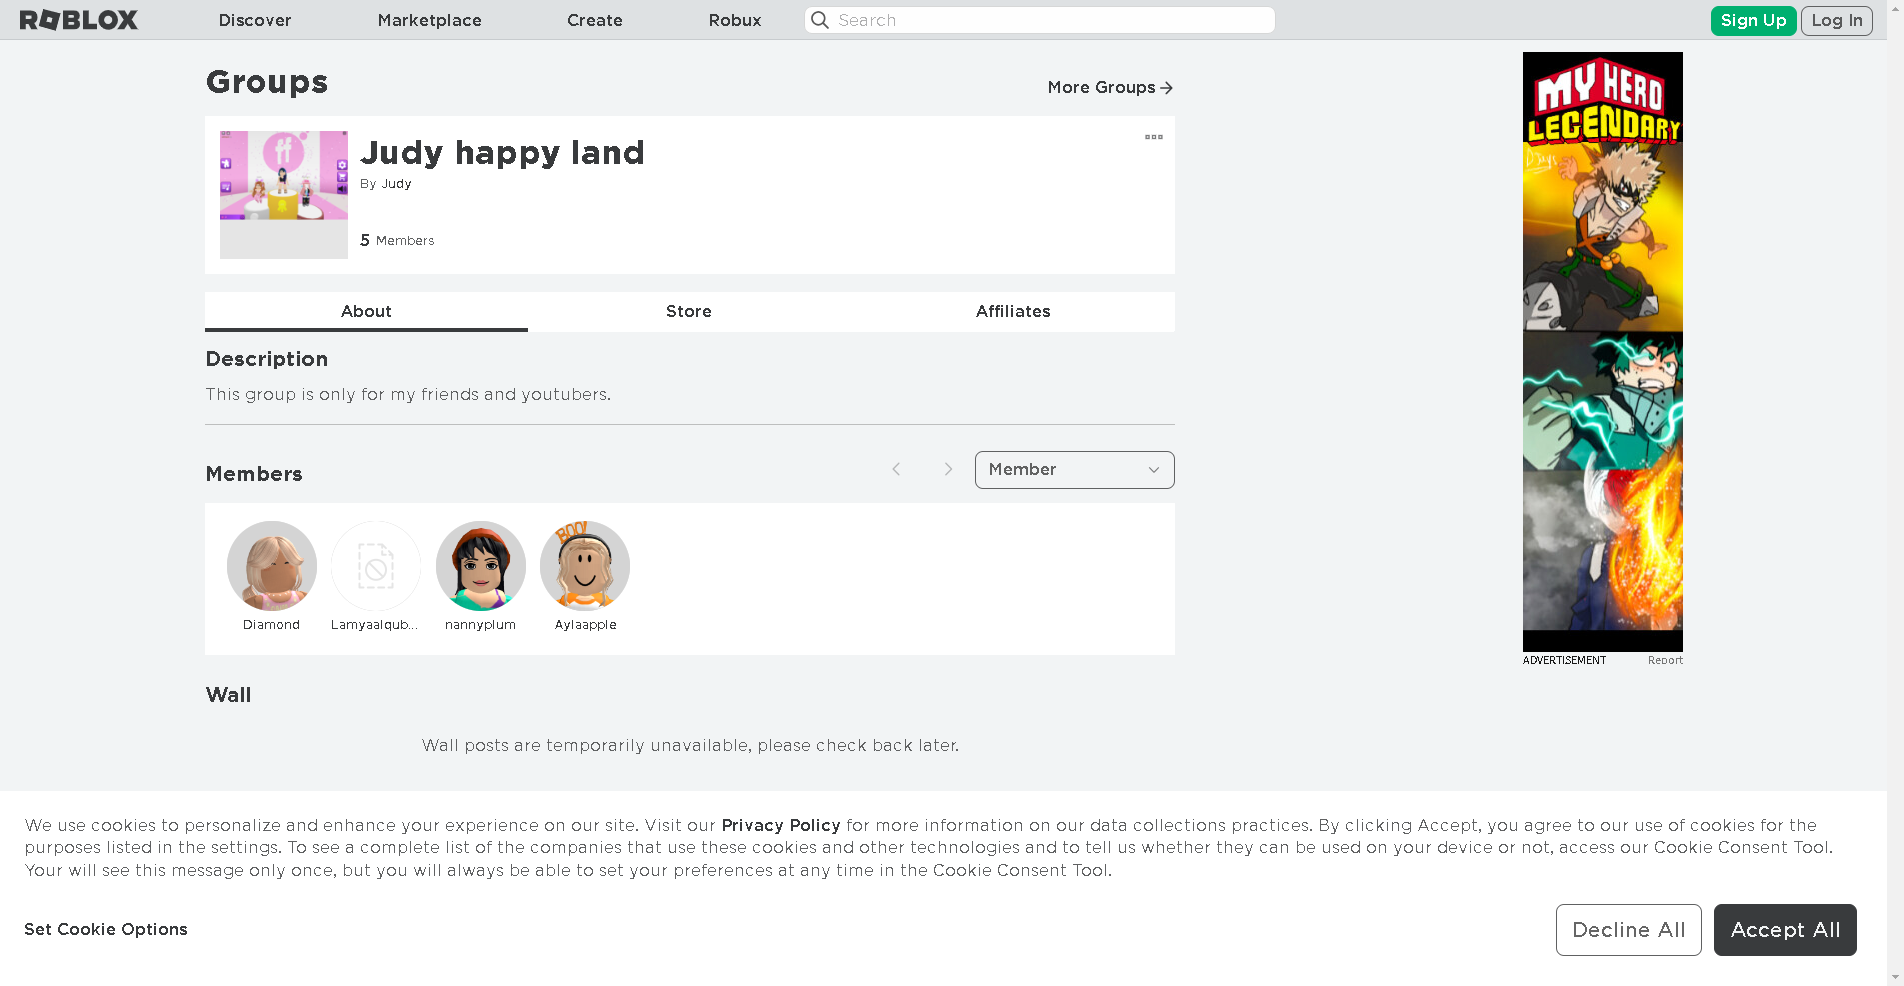 ROBLOX Discover Marketplace Create Robux Search Sign Up Log In
Groups
More Groups
Judy happy land
By Judy
5 Members
About Store Affiliates
Description
This group is only for my friends and youtubers.
Members
Member
BOO!
Diamond Lamyaalqub... nannyplum Aylaapple
Wall
Wall posts are temporarily unavailable, please check back later.
MY HERO
LEGENDARY
ADVERTISEMENT Report
We use cookies to personalize and enhance your experience on our site. Visit our Privacy Policy for more information on our data collections practices. By clicking Accept, you agree to our use of cookies for the
purposes listed in the settings. To see a complete list of the companies that use these cookies and other technologies and to tell us whether they can be used on your device or not, access our Cookie Consent Tool.
Your will see this message only once, but you will always be able to set your preferences at any time in the Cookie Consent Tool.
Set Cookie Options
Decline All Accept All